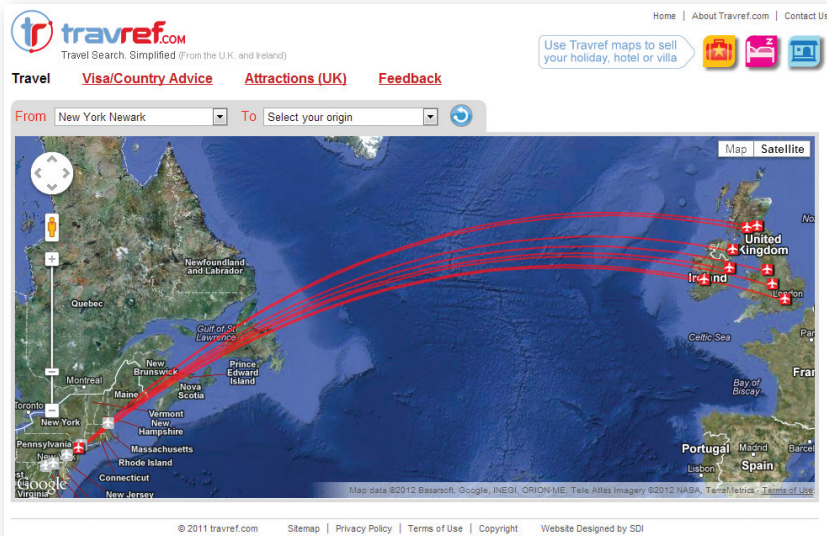 Home | About Travref.com | Contact Us
travref.COM
Travel Search. Simplified (From the U.K. and Ireland)
Use Travref maps to sell
your holiday, hotel or villa
Travel Visa/Country Advice Attractions (UK) Feedback
From New York Newark To Select your origin
Map Satellite
No
United
Kingdom
Newfoundland
and Labrador
Ireland
London
Quebec
Gulf of St
Lawrence
Celtic Sea
Par
New
Brunswick
Prince
Edward
Island
Fran
Montreal
Maine
Nova
Scotia
Bay of
Biscay
Toronto
Vermont
New York
New
Hampshire
Pennsylvania
Massachusetts
Portugal Madrid Barcel
Rhode Island
Lisbon Spain
Connecticut
Google
Virginia
New Jersey
Map data ©2012 Basarsoft, Google, INEGI, ORION-ME, Tele Atlas Imagery ©2012 NASA, TerraMetrics - Terms of Use
© 2011 travref.com Sitemap | Privacy Policy | Terms of Use | Copyright Website Designed by SDI